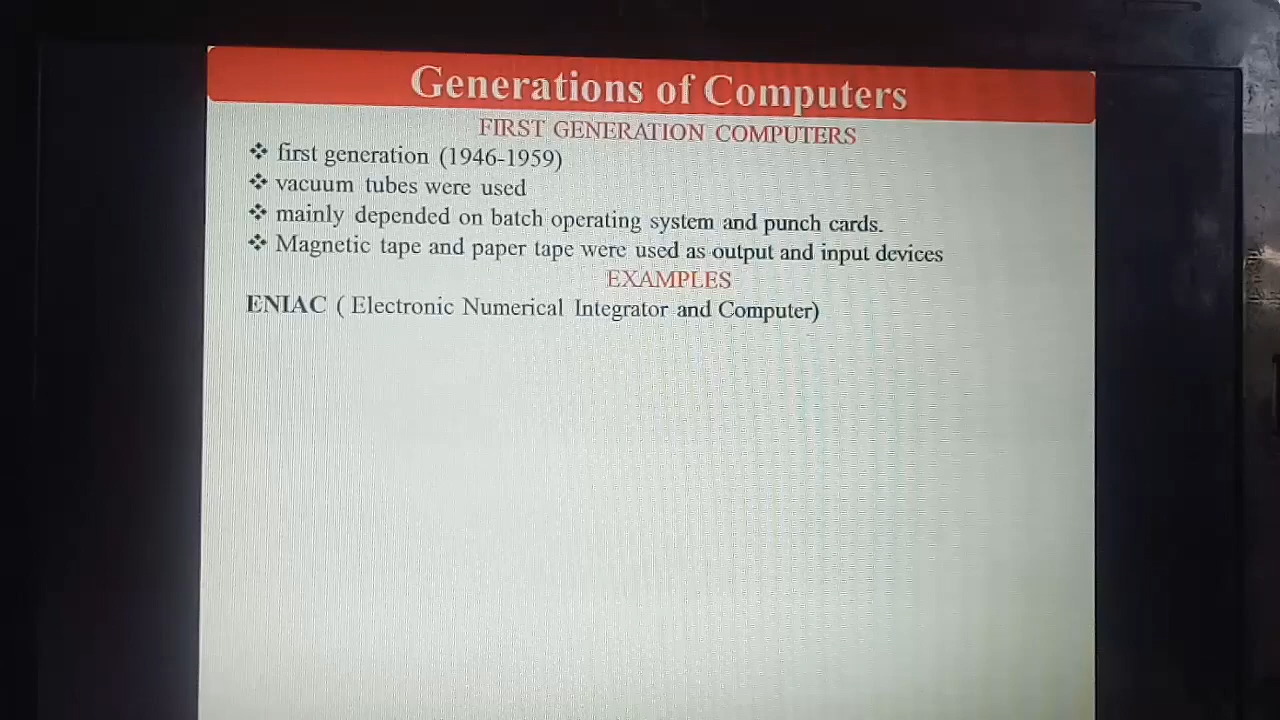 Generations of Computers
FIRST GENERATION COMPUTERS
❖ first generation (1946-1959)
❖ vacuum tubes were used
❖ mainly depended on batch operating system and punch cards.
❖ Magnetic tape and paper tape were used as output and input devices
EXAMPLES
ENIAC ( Electronic Numerical Integrator and Computer)